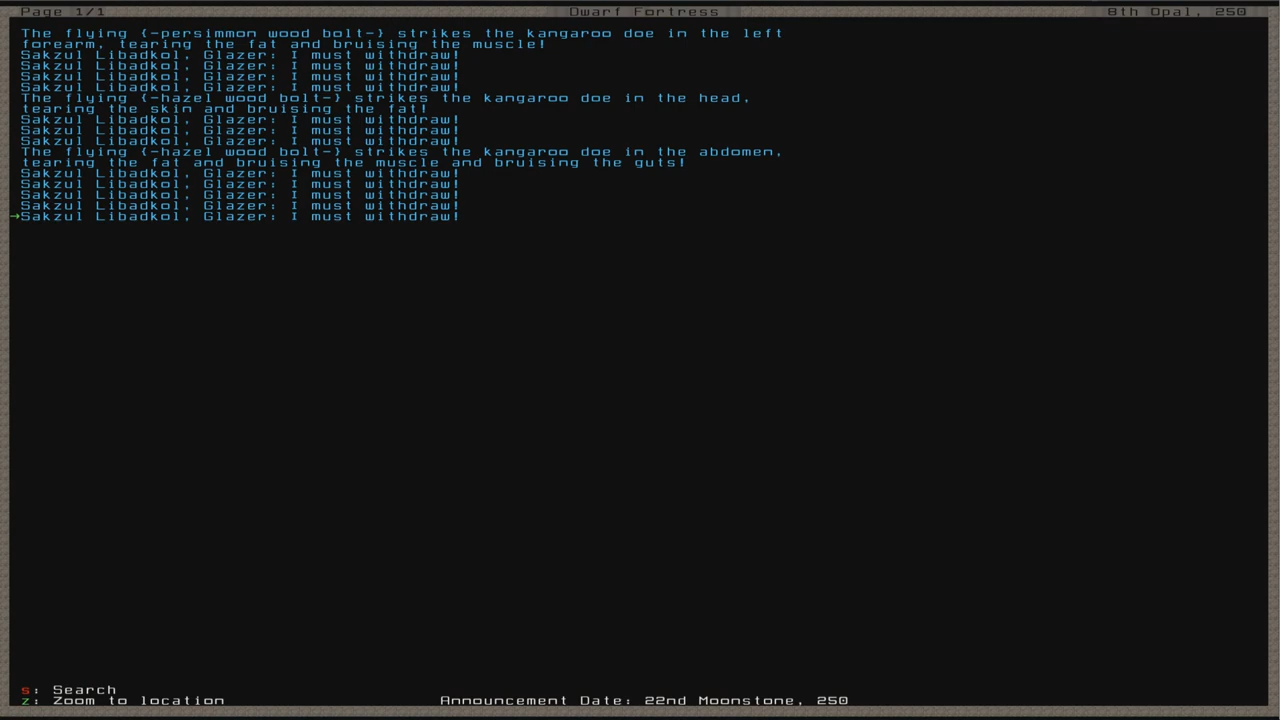 Page 1/1 Dwarf Fortress 8th Opal, 250
The flying {-persimmon wood bolt-} strikes the kangaroo doe in the left
forearm, tearing the fat and bruising the muscle!
Sakzul Libadkol, Glazer: I must withdraw!
Sakzul Libadkol, Glazer: I must withdraw!
Sakzul Libadkol, Glazer: I must withdraw!
Sakzul Libadkol, Glazer: I must withdraw!
The flying {-hazel wood bolt-} strikes the kangaroo doe in the head,
tearing the skin and bruising the fat!
Sakzul Libadkol, Glazer: I must withdraw!
Sakzul Libadkol, Glazer: I must withdraw!
Sakzul Libadkol, Glazer: I must withdraw!
The flying {-hazel wood bolt-} strikes the kangaroo doe in the abdomen,
tearing the fat and bruising the muscle and bruising the guts!
Sakzul Libadkol, Glazer: I must withdraw!
Sakzul Libadkol, Glazer: I must withdraw!
Sakzul Libadkol, Glazer: I must withdraw!
Sakzul Libadkol, Glazer: I must withdraw!
→Sakzul Libadkol, Glazer: I must withdraw!
s: Search
z: Zoom to location Announcement Date: 22nd Moonstone, 250